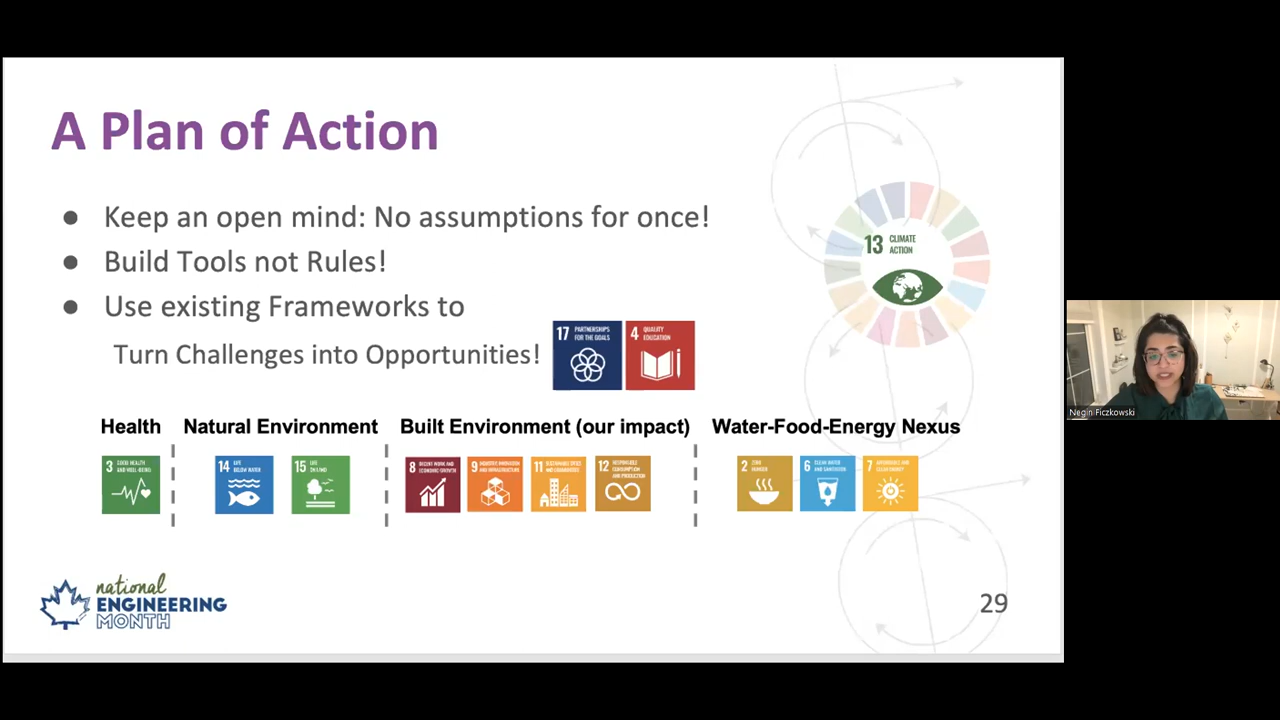 A Plan of Action
● Keep an open mind: No assumptions for once!
● Build Tools not Rules!
● Use existing Frameworks to
Turn Challenges into Opportunities!
17 PARTNERSHIPS
FOR THE GOALS
4 QUALITY
EDUCATION
13 CLIMATE
ACTION
Health
Natural Environment
Built Environment (our impact)
Water-Food-Energy Nexus
3 GOOD HEALTH
AND WELL-BEING
14 LIFE
BELOW WATER
15 LIFE
ON LAND
8 DECENT WORK AND
ECONOMIC GROWTH
9 INDUSTRY, INNOVATION
AND INFRASTRUCTURE
11 SUSTAINABLE CITIES
AND COMMUNITIES
12 RESPONSIBLE
CONSUMPTION
AND PRODUCTION
2 ZERO
HUNGER
6 CLEAN WATER
AND SANITATION
7 AFFORDABLE AND
CLEAN ENERGY
national
ENGINEERING
MONTH
29
Negin Ficzkowski